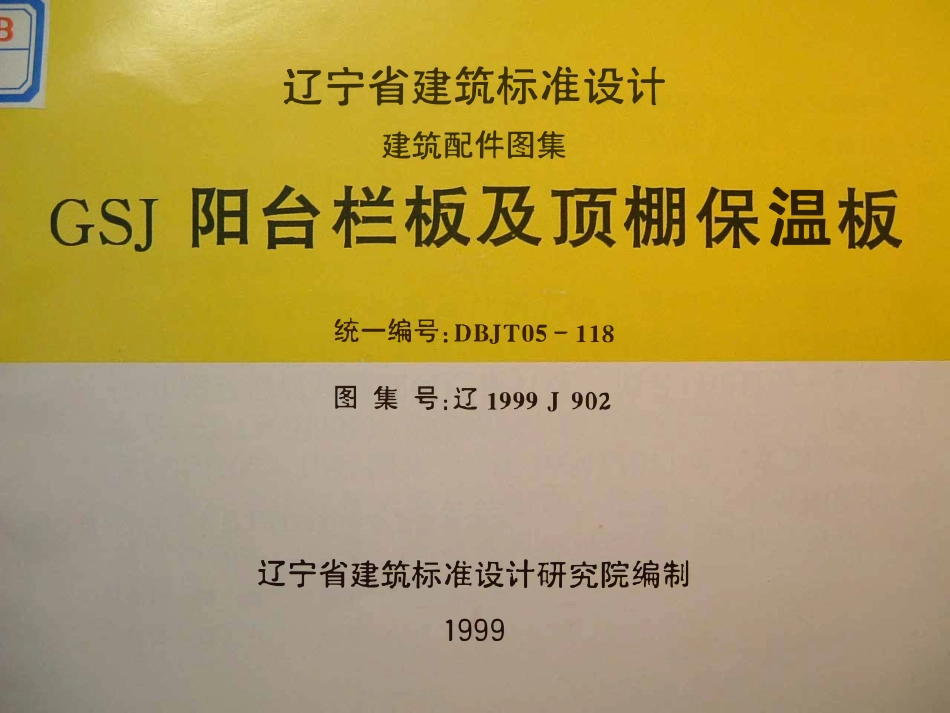 B
辽宁省建筑标准设计
建筑配件图集
GSJ 阳台栏板及顶棚保温板
统一编号:DBJT05-118
图 集 号:辽 1999 J 902
辽宁省建筑标准设计研究院编制
1999